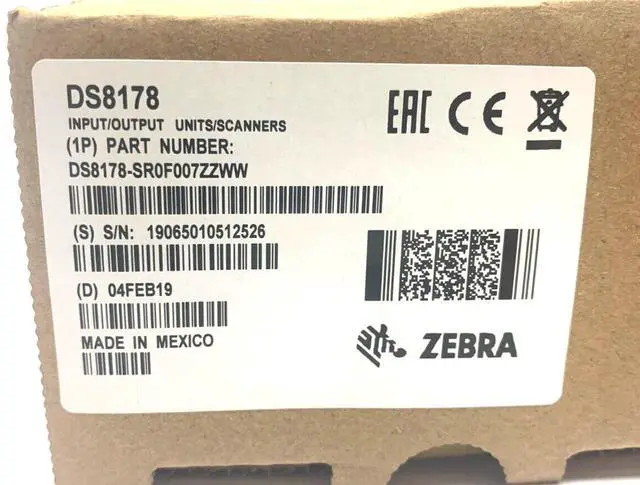 DS8178
INPUT/OUTPUT UNITS/SCANNERS
(1P) PART NUMBER:
DS8178-SR0F007ZZWW
(S) S/N: 19065010512526
(D) 04FEB19
MADE IN MEXICO
EAC CE
ZEBRA